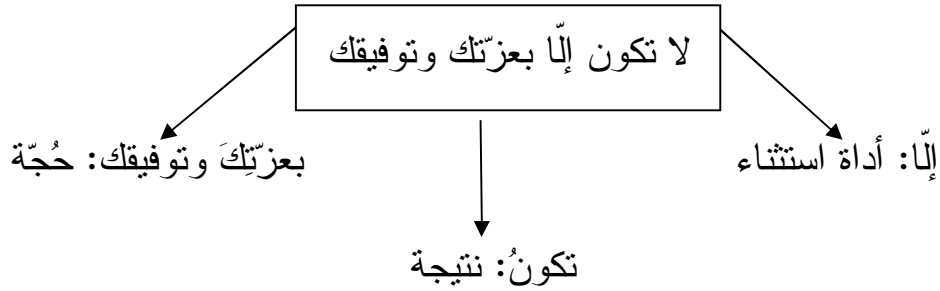 لا تكون إلّا بعزّتك وتوفيقك
إلّا: أداة استثناء
بعزّتِكَ وتوفيقك: حُجّة
تكونُ: نتيجة